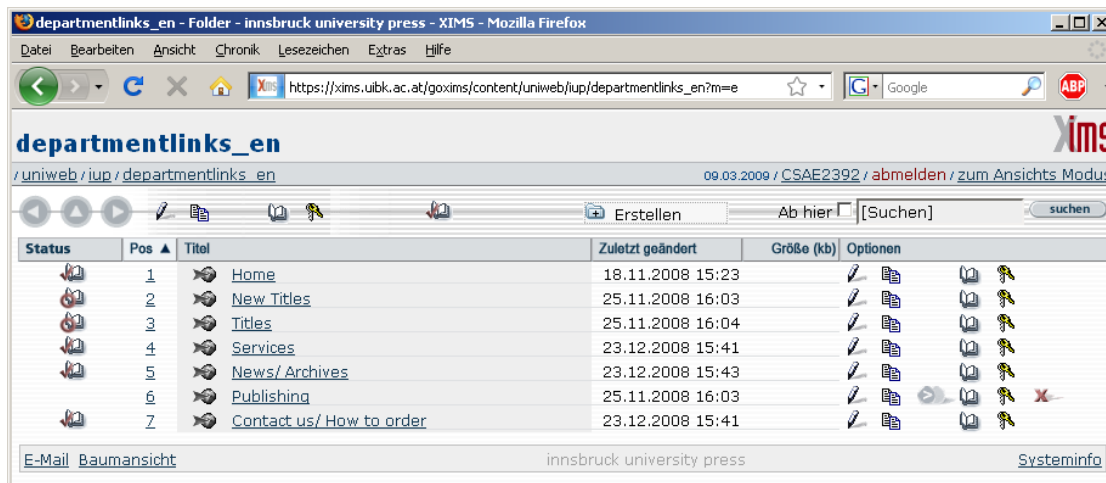 departmentlinks_en - Folder - innsbruck university press - XIMS - Mozilla Firefox
Datei Bearbeiten Ansicht Chronik Lesezeichen Extras Hilfe
Xims https://xims.uibk.ac.at/goxims/content/uniweb/iup/departmentlinks_en?m=e G Google ABP
departmentlinks_en Xims
/ uniweb / iup / departmentlinks_en 09.03.2009 / CSAE2392 / abmelden / zum Ansichts Modus
Erstellen Ab hier [Suchen] suchen
Status Pos Titel Zuletzt geändert Größe (kb) Optionen
1 Home 18.11.2008 15:23
2 New Titles 25.11.2008 16:03
3 Titles 25.11.2008 16:04
4 Services 23.12.2008 15:41
5 News/ Archives 23.12.2008 15:43
6 Publishing 25.11.2008 16:03
7 Contact us/ How to order 23.12.2008 15:41
E-Mail Baumansicht innsbruck university press Systeminfo